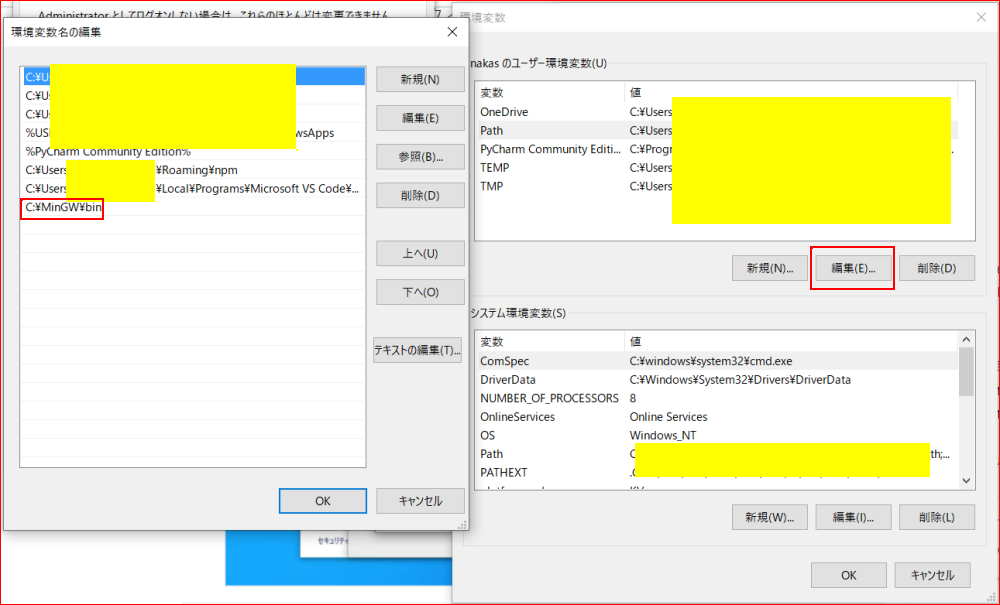 Administrator としてログオンしない場合は、これらのほとんどは変更できません
環境変数名の編集
C:¥U
C:¥Us
C:¥Us
%USI
wsApps
%PyCharm Community Edition%
C:¥Users
¥Roaming¥npm
C:¥Users
¥Local¥Programs¥Microsoft VS Code¥...
C:¥MinGW¥bin
新規(N)
編集(E)
参照(B)...
削除(D)
上へ(U)
下へ(O)
テキストの編集(T)...
OK
キャンセル
セキュリティ
環境変数
nakas のユーザー環境変数(U)
変数
値
OneDrive
C:¥Users
Path
C:¥Users
PyCharm Community Editi...
C:¥Progr
TEMP
C:¥Users
TMP
C:¥Users
新規(N)...
編集(E)...
削除(D)
システム環境変数(S)
変数
値
ComSpec
C:¥windows¥system32¥cmd.exe
DriverData
C:¥Windows¥System32¥Drivers¥DriverData
NUMBER_OF_PROCESSORS
8
OnlineServices
Online Services
OS
Windows_NT
Path
C
th;...
PATHEXT
新規(W)...
編集(I)...
削除(L)
OK
キャンセル